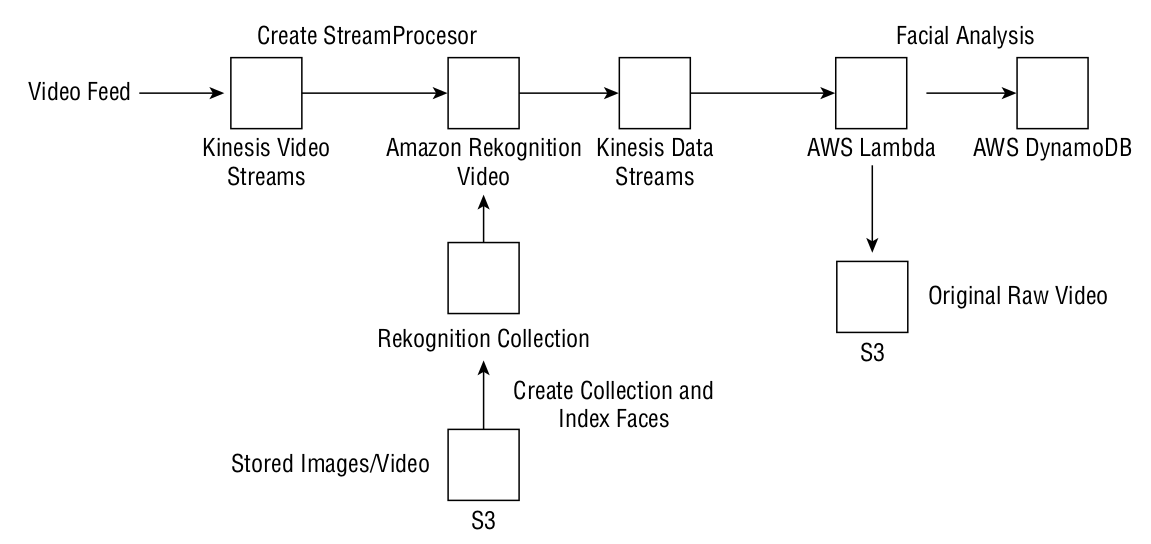 Create StreamProcesor
Facial Analysis
Video Feed
Kinesis Video
Streams
Amazon Rekognition
Video
Kinesis Data
Streams
AWS Lambda
AWS DynamoDB
Original Raw Video
S3
Rekognition Collection
Create Collection and
Index Faces
Stored Images/Video
S3